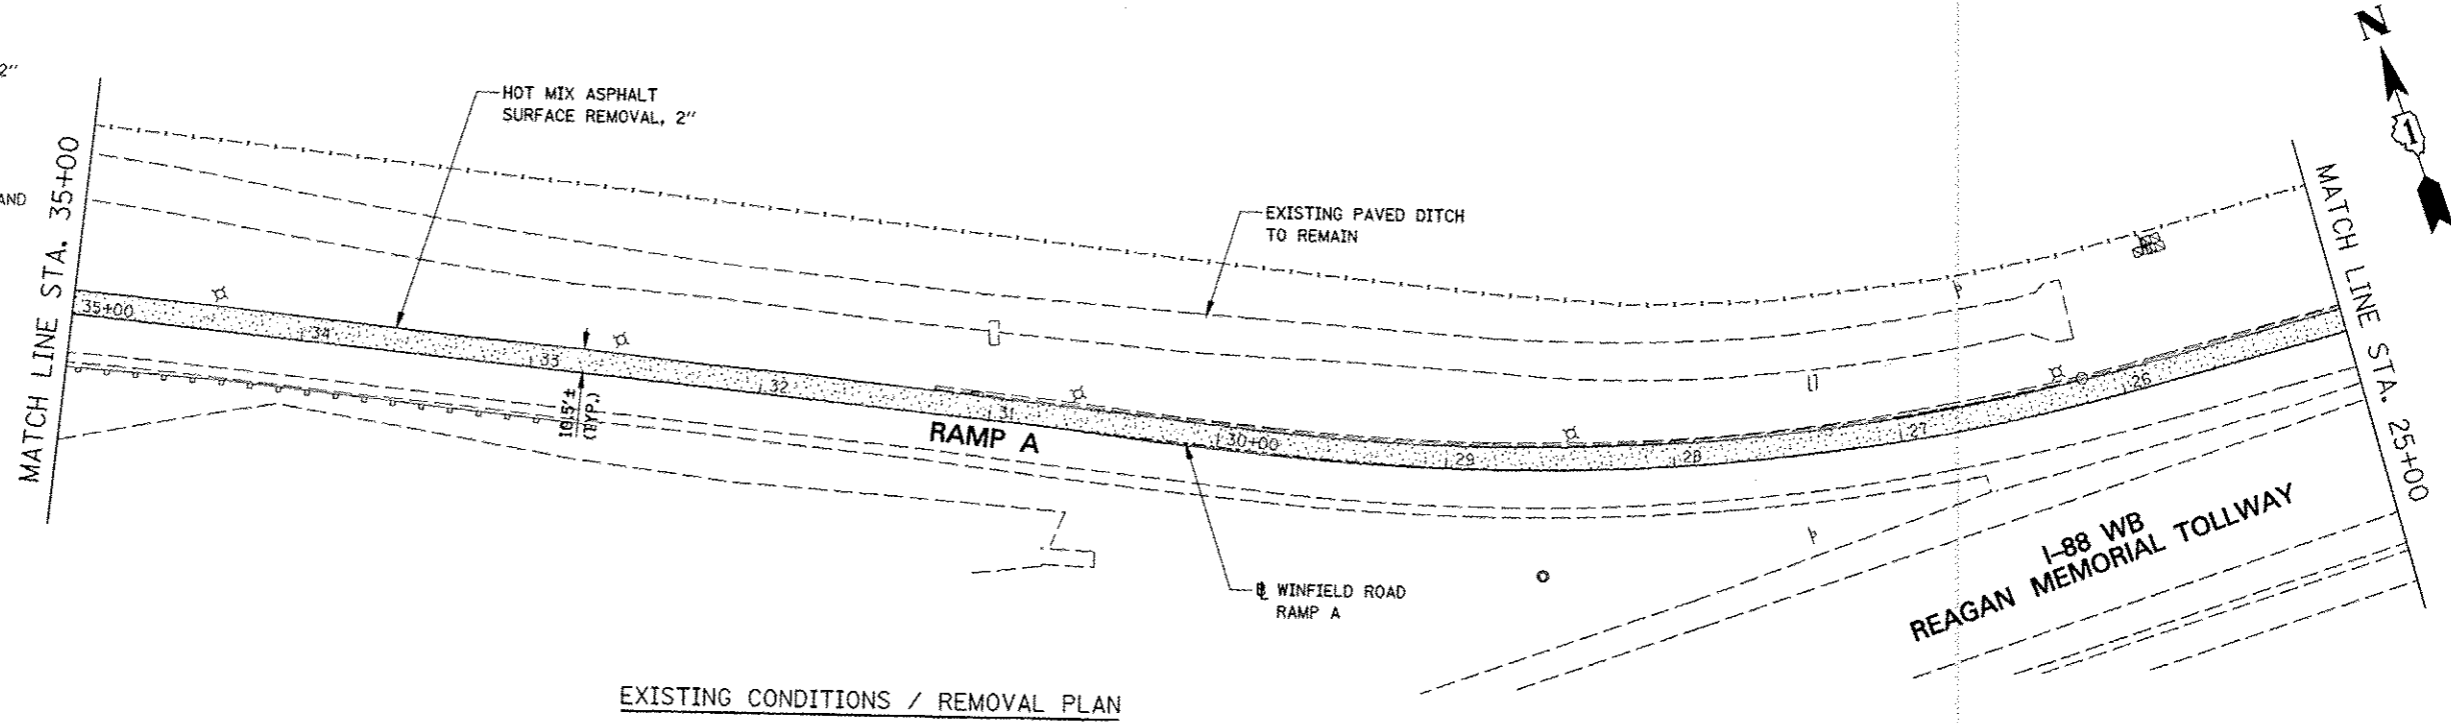 2"
AND
MATCH LINE STA. 35+00
HOT MIX ASPHALT
SURFACE REMOVAL, 2"
EXISTING PAVED DITCH
TO REMAIN
N
1
MATCH LINE STA. 25+00
35+00
34
33
32
31
30+00
29
28
27
26
(TYP.)
RAMP A
℄ WINFIELD ROAD
RAMP A
I-88 WB
REAGAN MEMORIAL TOLLWAY
EXISTING CONDITIONS / REMOVAL PLAN